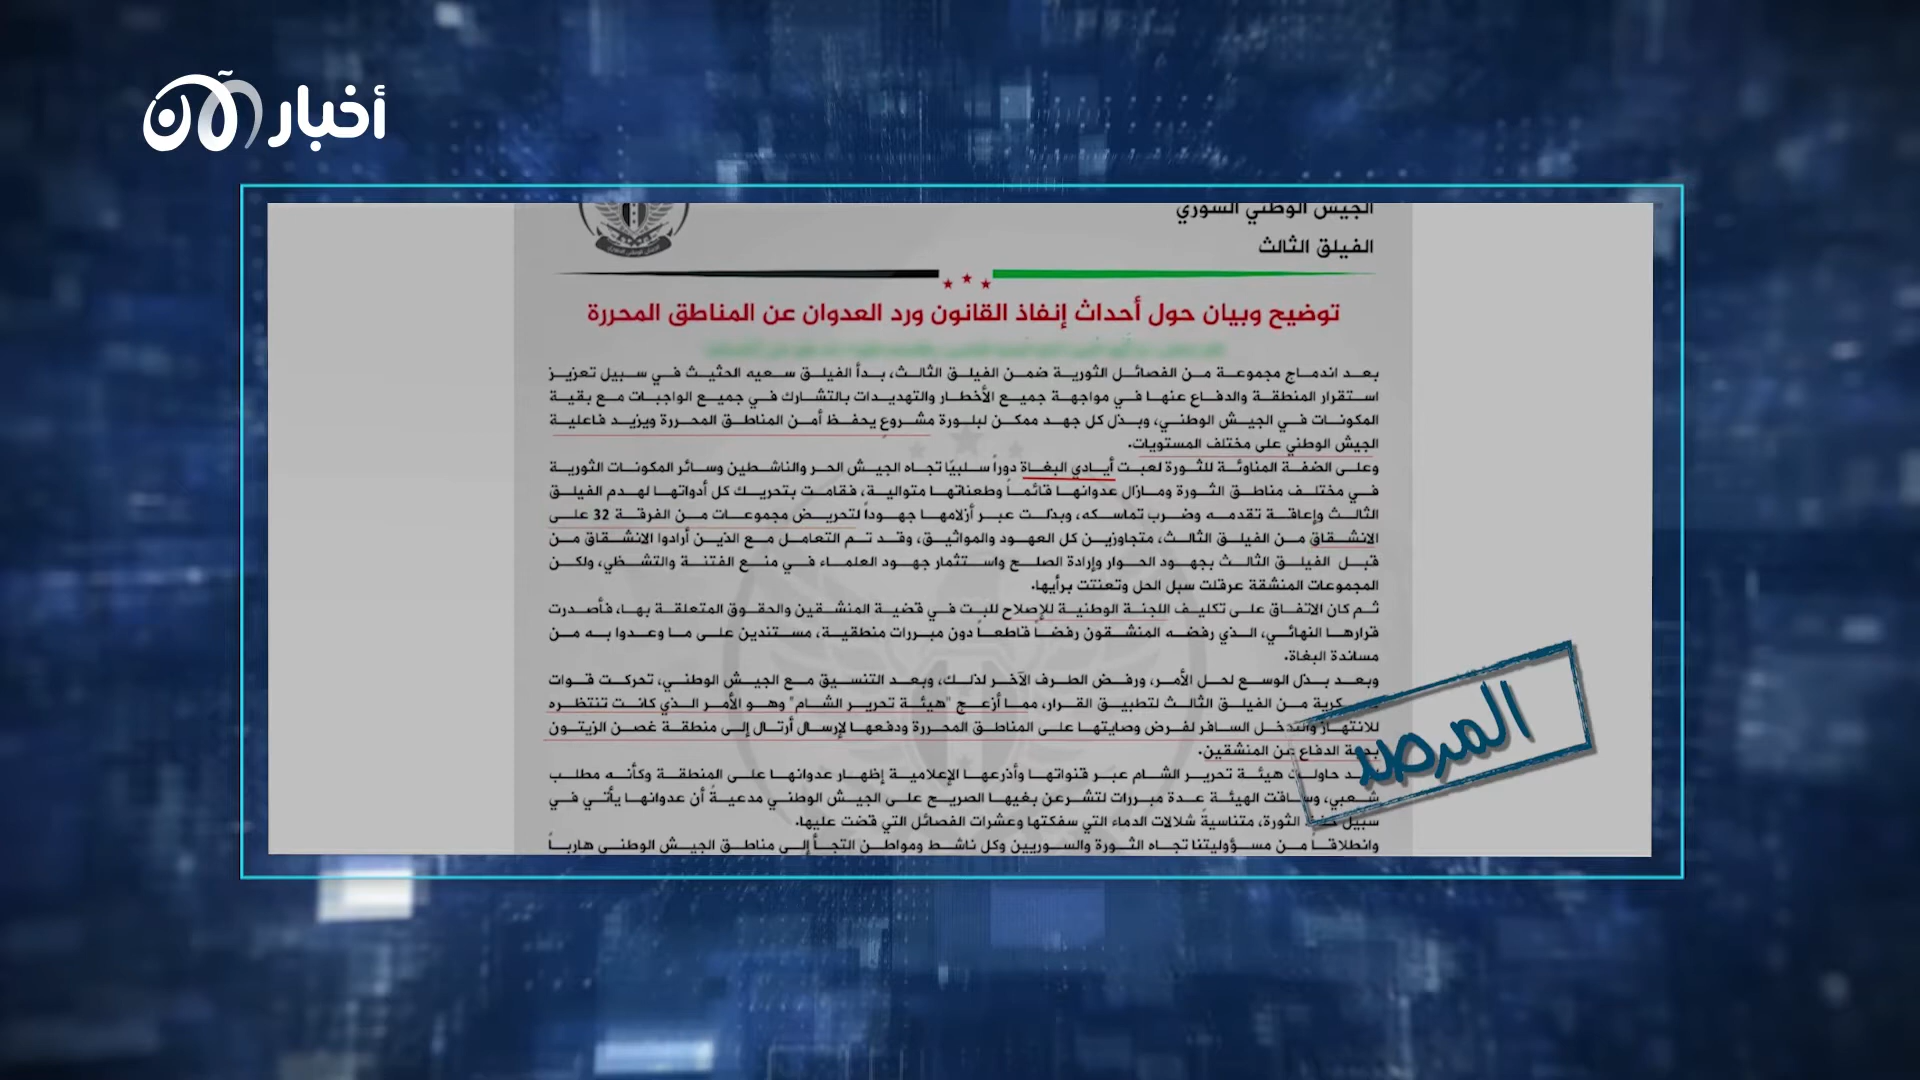 أخبار الآن
الجيش الوطني السوري
الفيلق الثالث
توضيح وبيان حول أحداث إنفاذ القانون ورد العدوان عن المناطق المحررة
بعد اندماج مجموعة من الفصائل الثورية ضمن الفيلق الثالث، بدأ الفيلق سعيه الحثيث في سبيل تعزيز
استقرار المنطقة والدفاع عنها في مواجهة جميع الأخطار والتهديدات بالتشارك في جميع الواجبات مع بقية
المكونات في الجيش الوطني، وبذل كل جهد ممكن لبلورة مشروعٍ يحفظ أمن المناطق المحررة ويزيد فاعلية
الجيش الوطني على مختلف المستويات.
وعلى الضفة المناوئة للثورة لعبت أيادي البغاة دوراً سلبيًا تجاه الجيش الحر والناشطين وسائر المكونات الثورية
في مختلف مناطق الثورة ومازال عدوانها قائماً وطعناتها متوالية، فقامت بتحريك كل أدواتها لهدم الفيلق
الثالث وإعاقة تقدمه وضرب تماسكه، وبذلت عبر أزلامها جهوداً لتحريض مجموعات من الفرقة 32 على
الانشقاق من الفيلق الثالث، متجاوزين كل العهود والمواثيق، وقد تم التعامل مع الذين أرادوا الانشقاق من
قبل الفيلق الثالث بجهود الحوار وإرادة الصلح واستثمار جهود العلماء في منع الفتنة والتشظي، ولكن
المجموعات المنشقة عرقلت سبل الحل وتعنتت برأيها.
ثم كان الاتفاق على تكليف اللجنة الوطنية للإصلاح للبت في قضية المنشقين والحقوق المتعلقة بها، فأصدرت
قرارها النهائي، الذي رفضه المنشقون رفضاً قاطعاً دون مبررات منطقية، مستندين على ما وعدوا به من
مساندة البغاة.
وبعد بذل الوسع لحل الأمر، ورفض الطرف الآخر لذلك، وبعد التنسيق مع الجيش الوطني، تحركت قوات
كرية من الفيلق الثالث لتطبيق القرار، مما أزعج "هيئة تحرير الشام" وهو الأمر الذي كانت تنتظره
للانتهاز والتدخل السافر لفرض وصايتها على المناطق المحررة ودفعها لإرسال أرتال إلى منطقة غصن الزيتون
بحجة الدفاع عن المنشقين.
حاولت هيئة تحرير الشام عبر قنواتها وأذرعها الإعلامية إظهار عدوانها على المنطقة وكأنه مطلب
شعبي، وساقت الهيئة عدة مبررات لتشرعن بغيها الصريح على الجيش الوطني مدعيةً أن عدوانها يأتي في
سبيل حفظ الثورة، متناسية شلالات الدماء التي سفكتها وعشرات الفصائل التي قضت عليها.
وانطلاقاً من مسؤوليتنا تجاه الثورة والسوريين وكل ناشط ومواطن التجأ إلى مناطق الجيش الوطني هارباً
المرصد